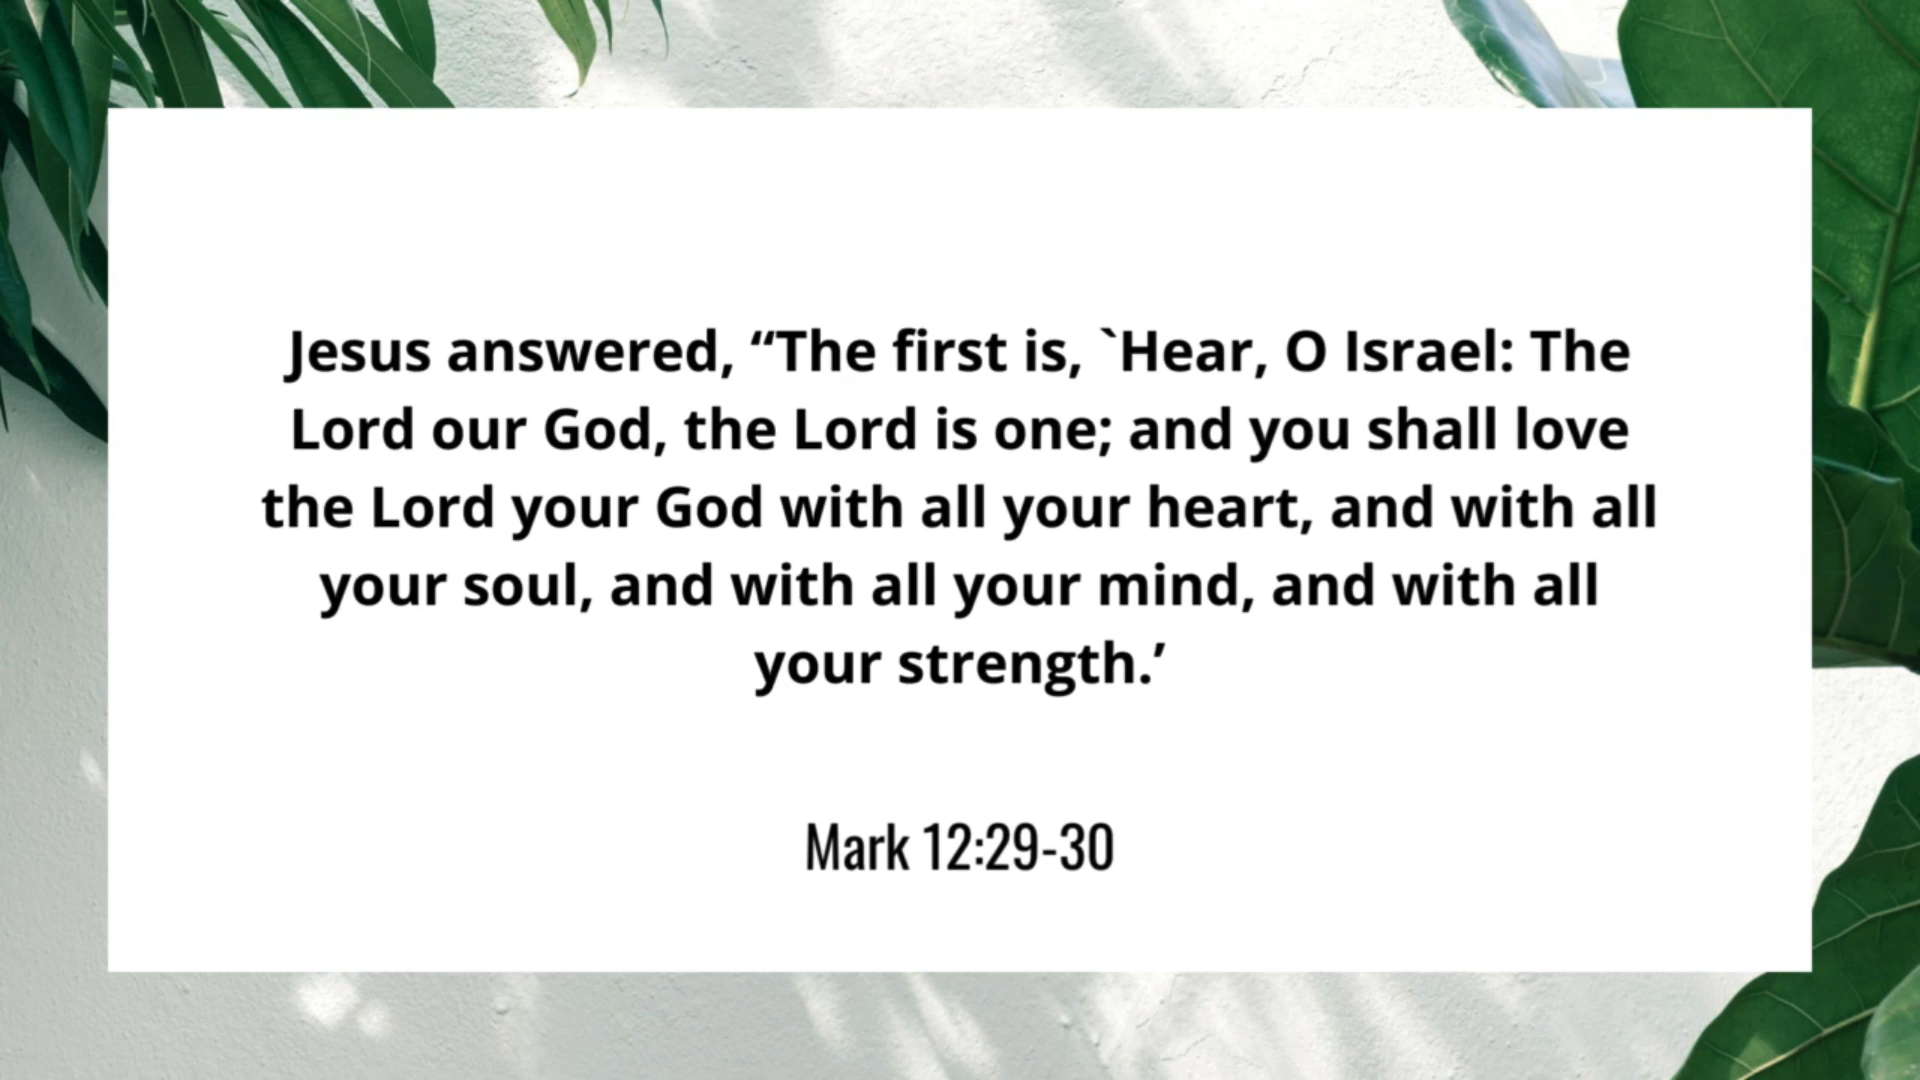 Jesus answered, “The first is, `Hear, O Israel: The
Lord our God, the Lord is one; and you shall love
the Lord your God with all your heart, and with all
your soul, and with all your mind, and with all
your strength.’
Mark 12:29-30